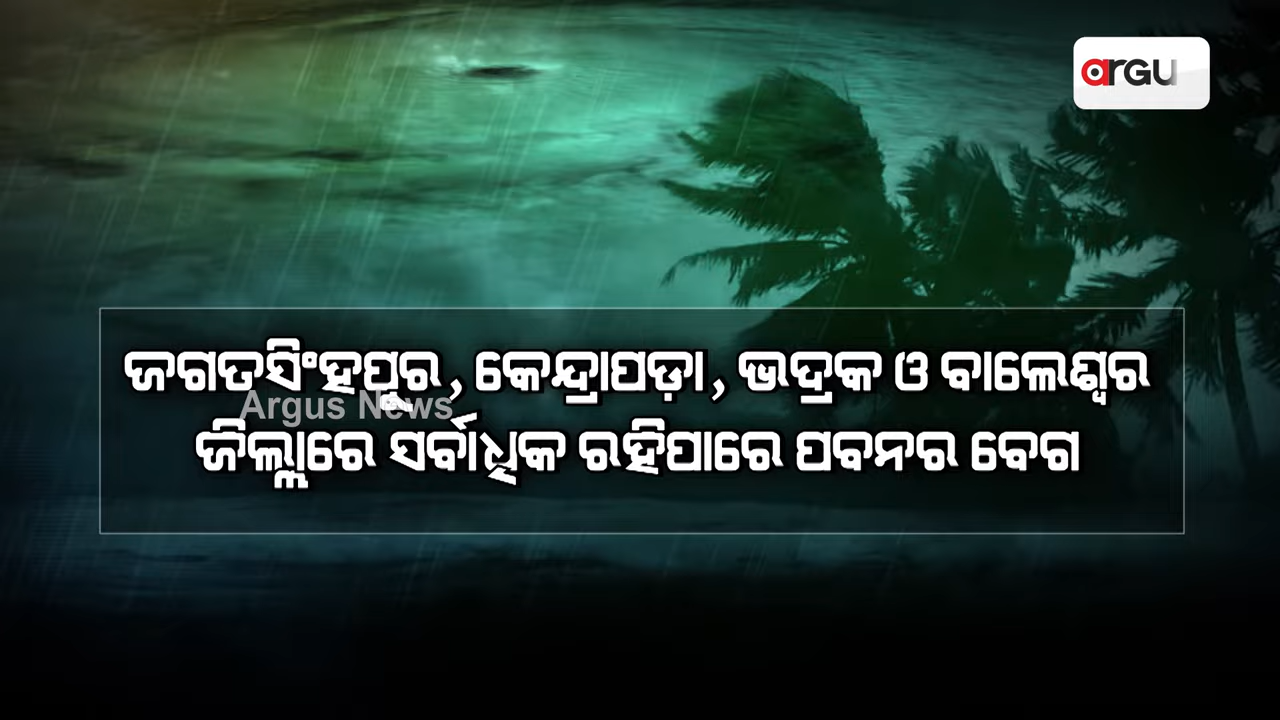 argu
ଜଗତସିଂହପୁର, କେନ୍ଦ୍ରାପଡ଼ା, ଭଦ୍ରକ ଓ ବାଲେଶ୍ୱର
Argus News
ଜିଲ୍ଲାରେ ସର୍ବାଧିକ ରହିପାରେ ପବନର ବେଗ